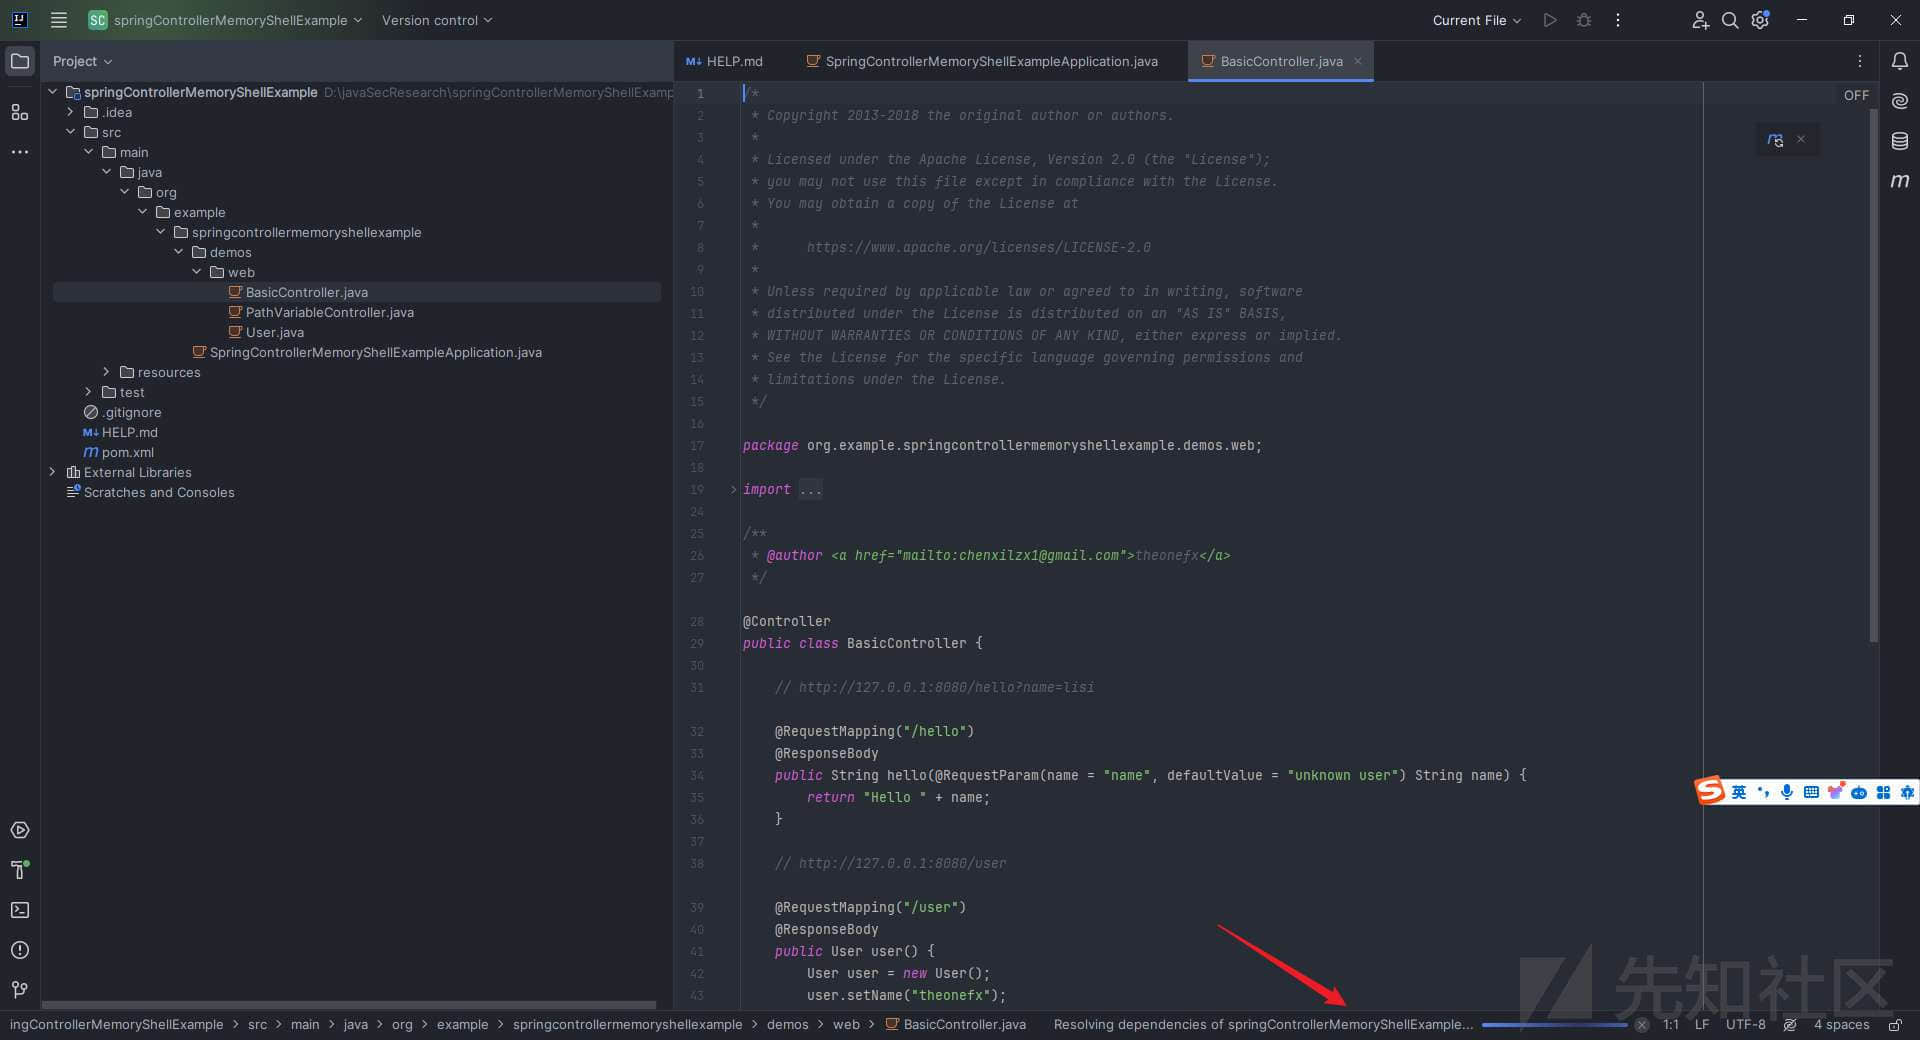 SC springControllerMemoryShellExample Version control Current File
Project
HELP.md SpringControllerMemoryShellExampleApplication.java BasicController.java
springControllerMemoryShellExample D:\javaSecResearch\springControllerMemoryShellExamp
.idea
src
main
java
org
example
springcontrollermemoryshellexample
demos
web
BasicController.java
PathVariableController.java
User.java
SpringControllerMemoryShellExampleApplication.java
resources
test
.gitignore
HELP.md
pom.xml
External Libraries
Scratches and Consoles
OFF
1 /*
2 * Copyright 2013-2018 the original author or authors.
3 *
4 * Licensed under the Apache License, Version 2.0 (the "License");
5 * you may not use this file except in compliance with the License.
6 * You may obtain a copy of the License at
7 *
8 * https://www.apache.org/licenses/LICENSE-2.0
9 *
10 * Unless required by applicable law or agreed to in writing, software
11 * distributed under the License is distributed on an "AS IS" BASIS,
12 * WITHOUT WARRANTIES OR CONDITIONS OF ANY KIND, either express or implied.
13 * See the License for the specific language governing permissions and
14 * limitations under the License.
15 */
16
17 package org.example.springcontrollermemoryshellexample.demos.web;
18
19 import ...
24
25 /**
26 * @author <a href="mailto:chenxilzx1@gmail.com">theonefx</a>
27 */
28 @Controller
29 public class BasicController {
30
31 // http://127.0.0.1:8080/hello?name=lisi
32 @RequestMapping("/hello")
33 @ResponseBody
34 public String hello(@RequestParam(name = "name", defaultValue = "unknown user") String name) {
35 return "Hello " + name;
36 }
37
38 // http://127.0.0.1:8080/user
39 @RequestMapping("/user")
40 @ResponseBody
41 public User user() {
42 User user = new User();
43 user.setName("theonefx");
英
先知社区
ingControllerMemoryShellExample > src > main > java > org > example > springcontrollermemoryshellexample > demos > web > BasicController.java Resolving dependencies of springControllerMemoryShellExample... 1:1 LF UTF-8 4 spaces